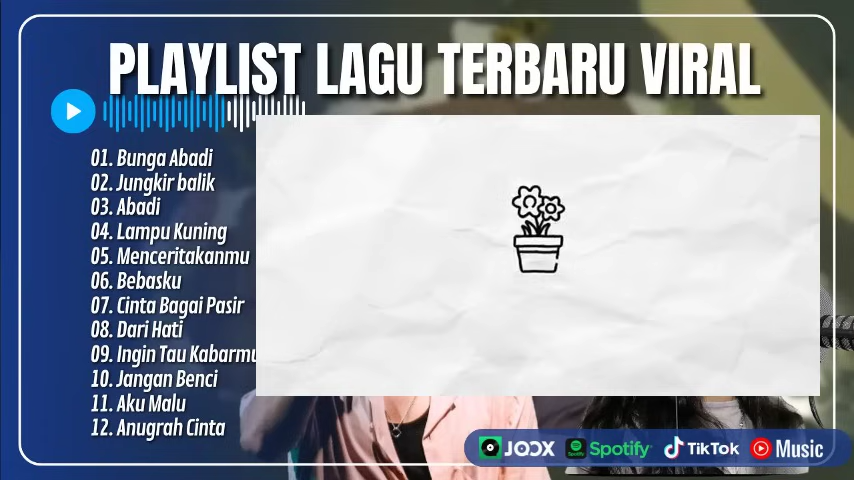 PLAYLIST LAGU TERBARU VIRAL
01. Bunga Abadi
02. Jungkir balik
03. Abadi
04. Lampu Kuning
05. Menceritakanmu
06. Bebasku
07. Cinta Bagai Pasir
08. Dari Hati
09. Ingin Tau Kabarmu
10. Jangan Benci
11. Aku Malu
12. Anugrah Cinta
JOOX Spotify Spotify TikTok Music